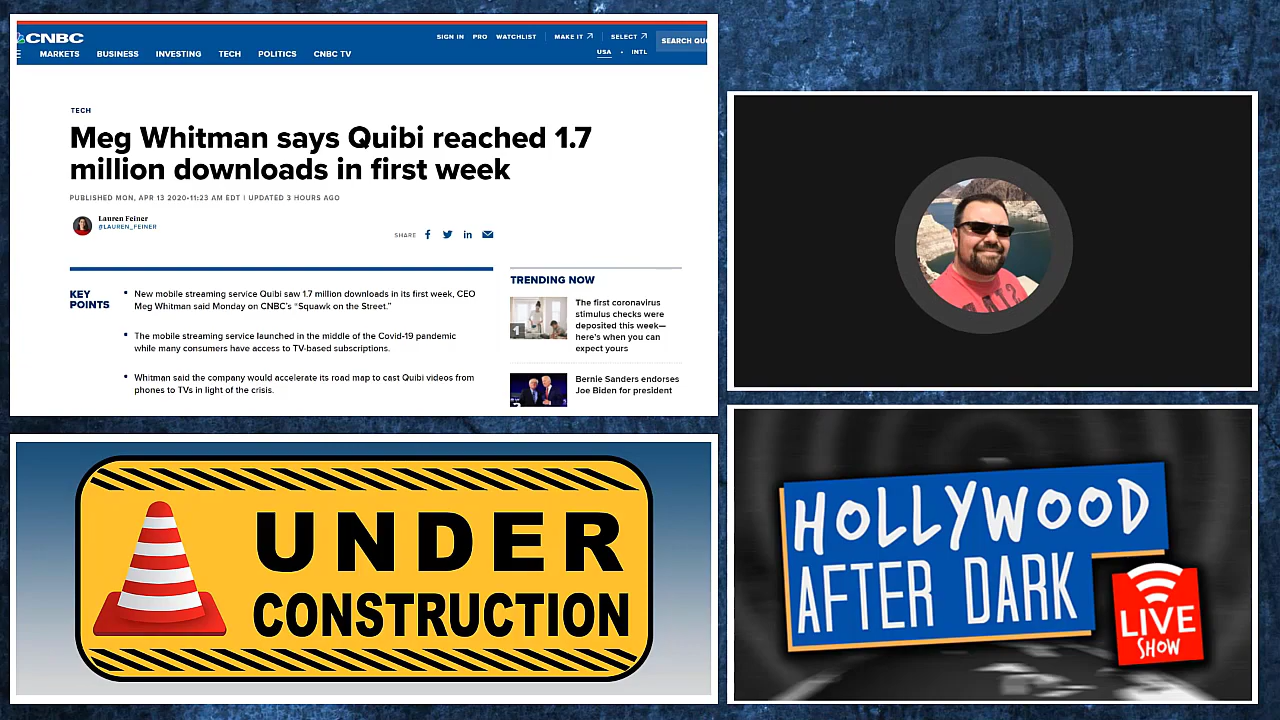 CNBC
SIGN IN PRO WATCHLIST MAKE IT SELECT
SEARCH QUO
USA • INTL
MARKETS BUSINESS INVESTING TECH POLITICS CNBC TV
TECH
Meg Whitman says Quibi reached 1.7
million downloads in first week
PUBLISHED MON, APR 13 2020•11:23 AM EDT | UPDATED 3 HOURS AGO
Lauren Feiner
@LAUREN_FEINER
SHARE
KEY
POINTS
• New mobile streaming service Quibi saw 1.7 million downloads in its first week, CEO
Meg Whitman said Monday on CNBC's “Squawk on the Street.”
• The mobile streaming service launched in the middle of the Covid-19 pandemic
while many consumers have access to TV-based subscriptions.
• Whitman said the company would accelerate its road map to cast Quibi videos from
phones to TVs in light of the crisis.
TRENDING NOW
1
The first coronavirus
stimulus checks were
deposited this week—
here's when you can
expect yours
2
Bernie Sanders endorses
Joe Biden for president
UNDER
CONSTRUCTION
HOLLYWOOD
AFTER DARK
LIVE
SHOW